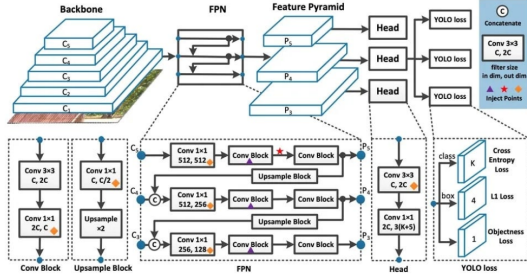 Backbone
FPN
Feature Pyramid
C5
C4
C3
C2
C1
P5
P4
P3
Head
Head
Head
YOLO loss
YOLO loss
YOLO loss
C
Concatenate
Conv 3×3
C, 2C
filter size
in dim, out dim
Inject Points
Conv 3×3
C, 2C
Conv 1×1
2C, C
Conv Block
Conv 1×1
C, C/2
Upsample
×2
Upsample Block
C5
Conv 1×1
512, 512
Conv Block
Conv Block
P5
Upsample Block
C4
C
Conv 1×1
512, 256
Conv Block
Conv Block
P4
Upsample Block
C3
C
Conv 1×1
256, 128
Conv Block
Conv Block
P3
FPN
Conv 3×3
C, 2C
Conv 1×1
2C, 3(K+5)
Head
class
K
Cross
Entropy
Loss
box
4
L1 Loss
1
Objectness
Loss
YOLO loss